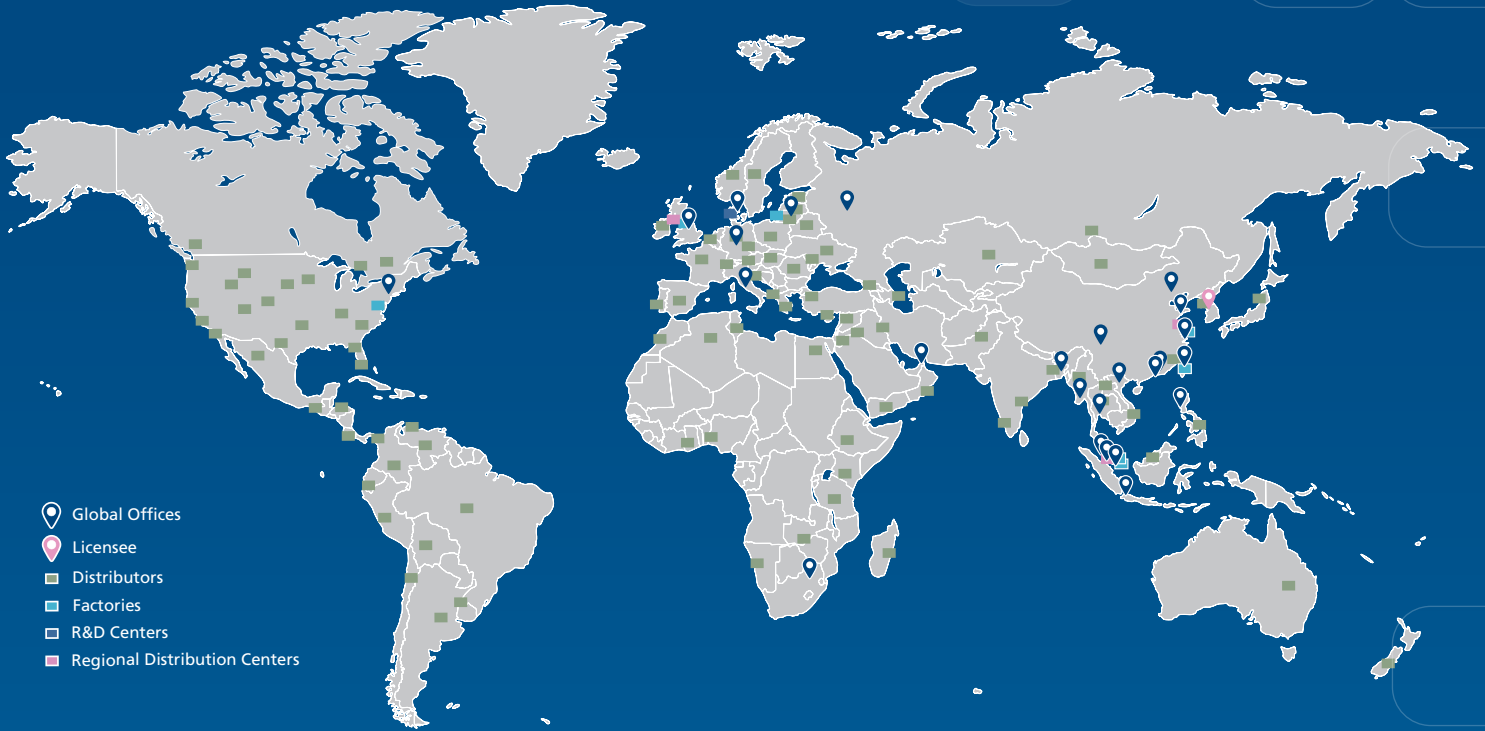 Global Offices
Licensee
Distributors
Factories
R&D Centers
Regional Distribution Centers